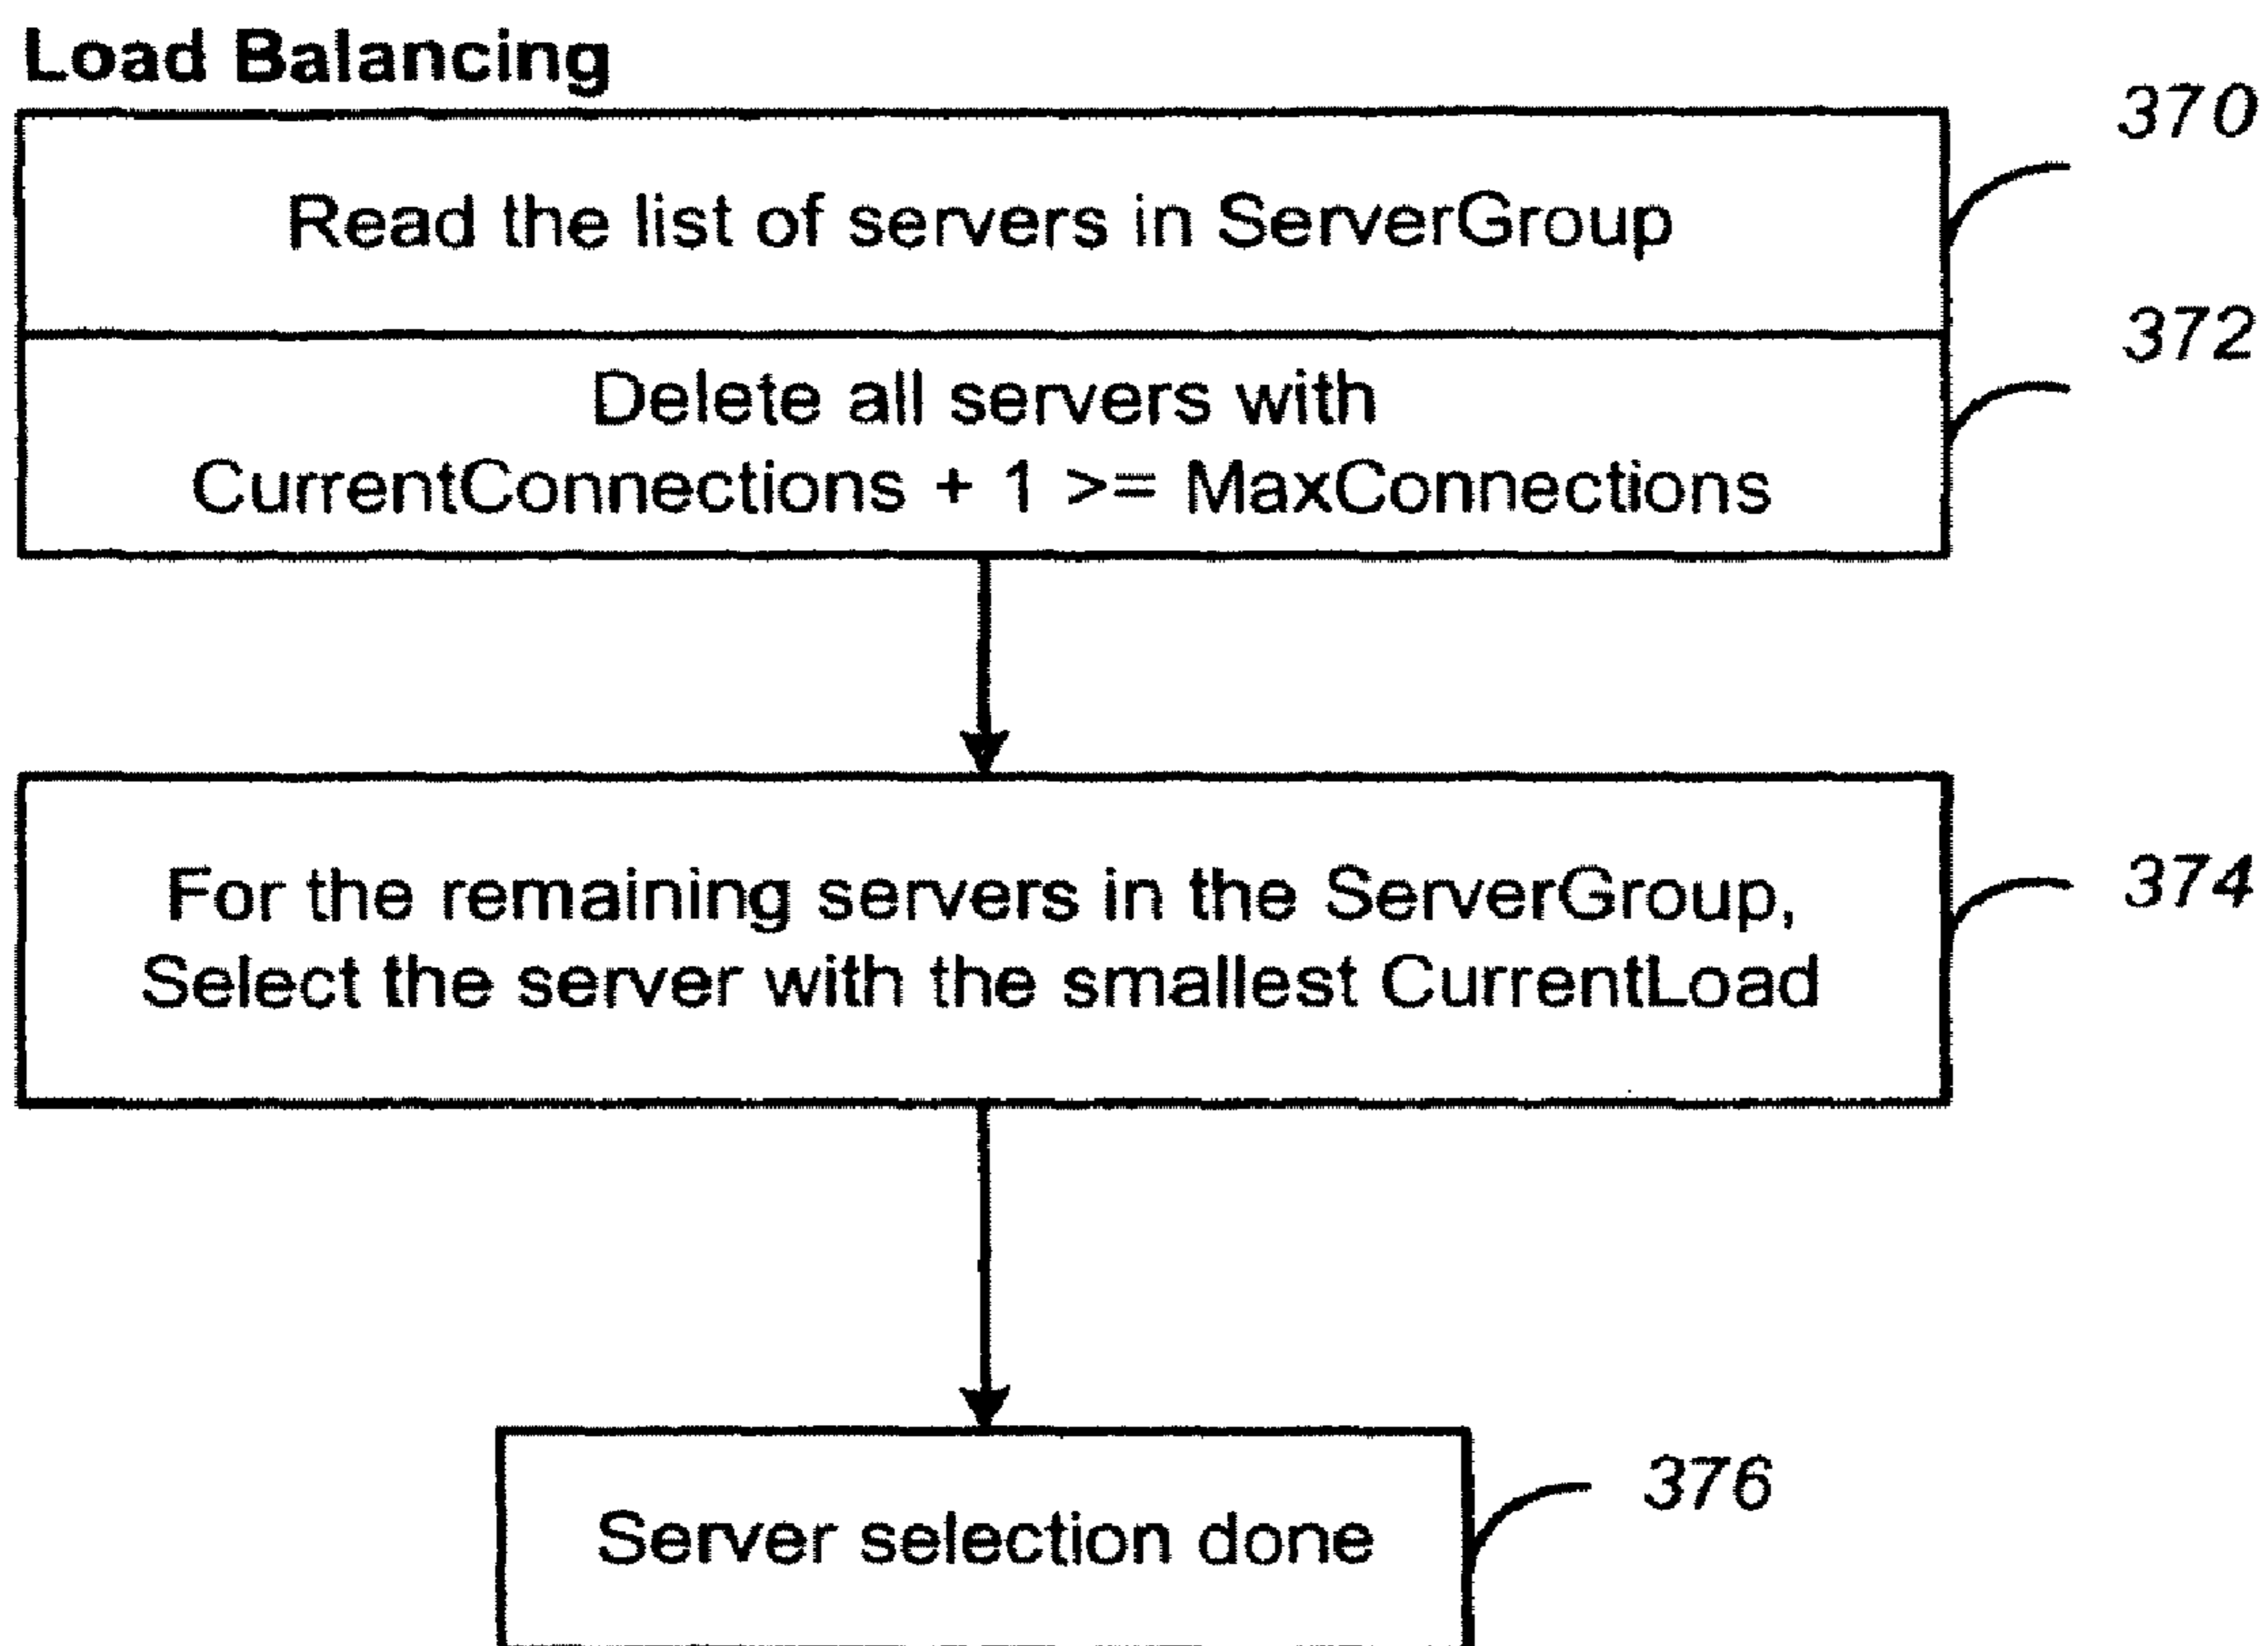 Load Balancing
370
Read the list of servers in ServerGroup
372
Delete all servers with
CurrentConnections + 1 >= MaxConnections
374
For the remaining servers in the ServerGroup,
Select the server with the smallest CurrentLoad
376
Server selection done